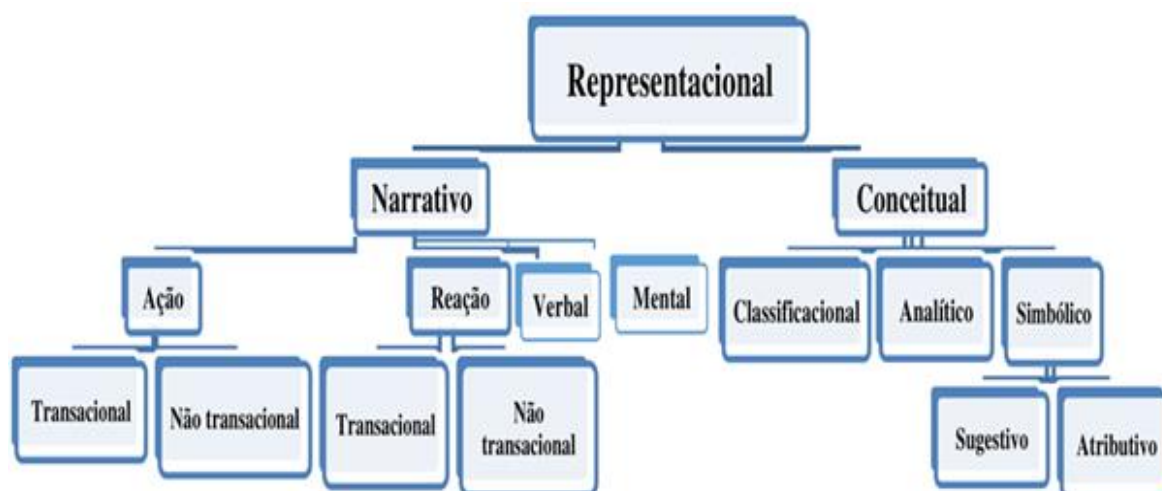 Representacional
Narrativo
Conceitual
Ação
Reação
Verbal
Mental
Classificacional
Analítico
Simbólico
Transacional
Não transacional
Transacional
Não
transacional
Sugestivo
Atributivo